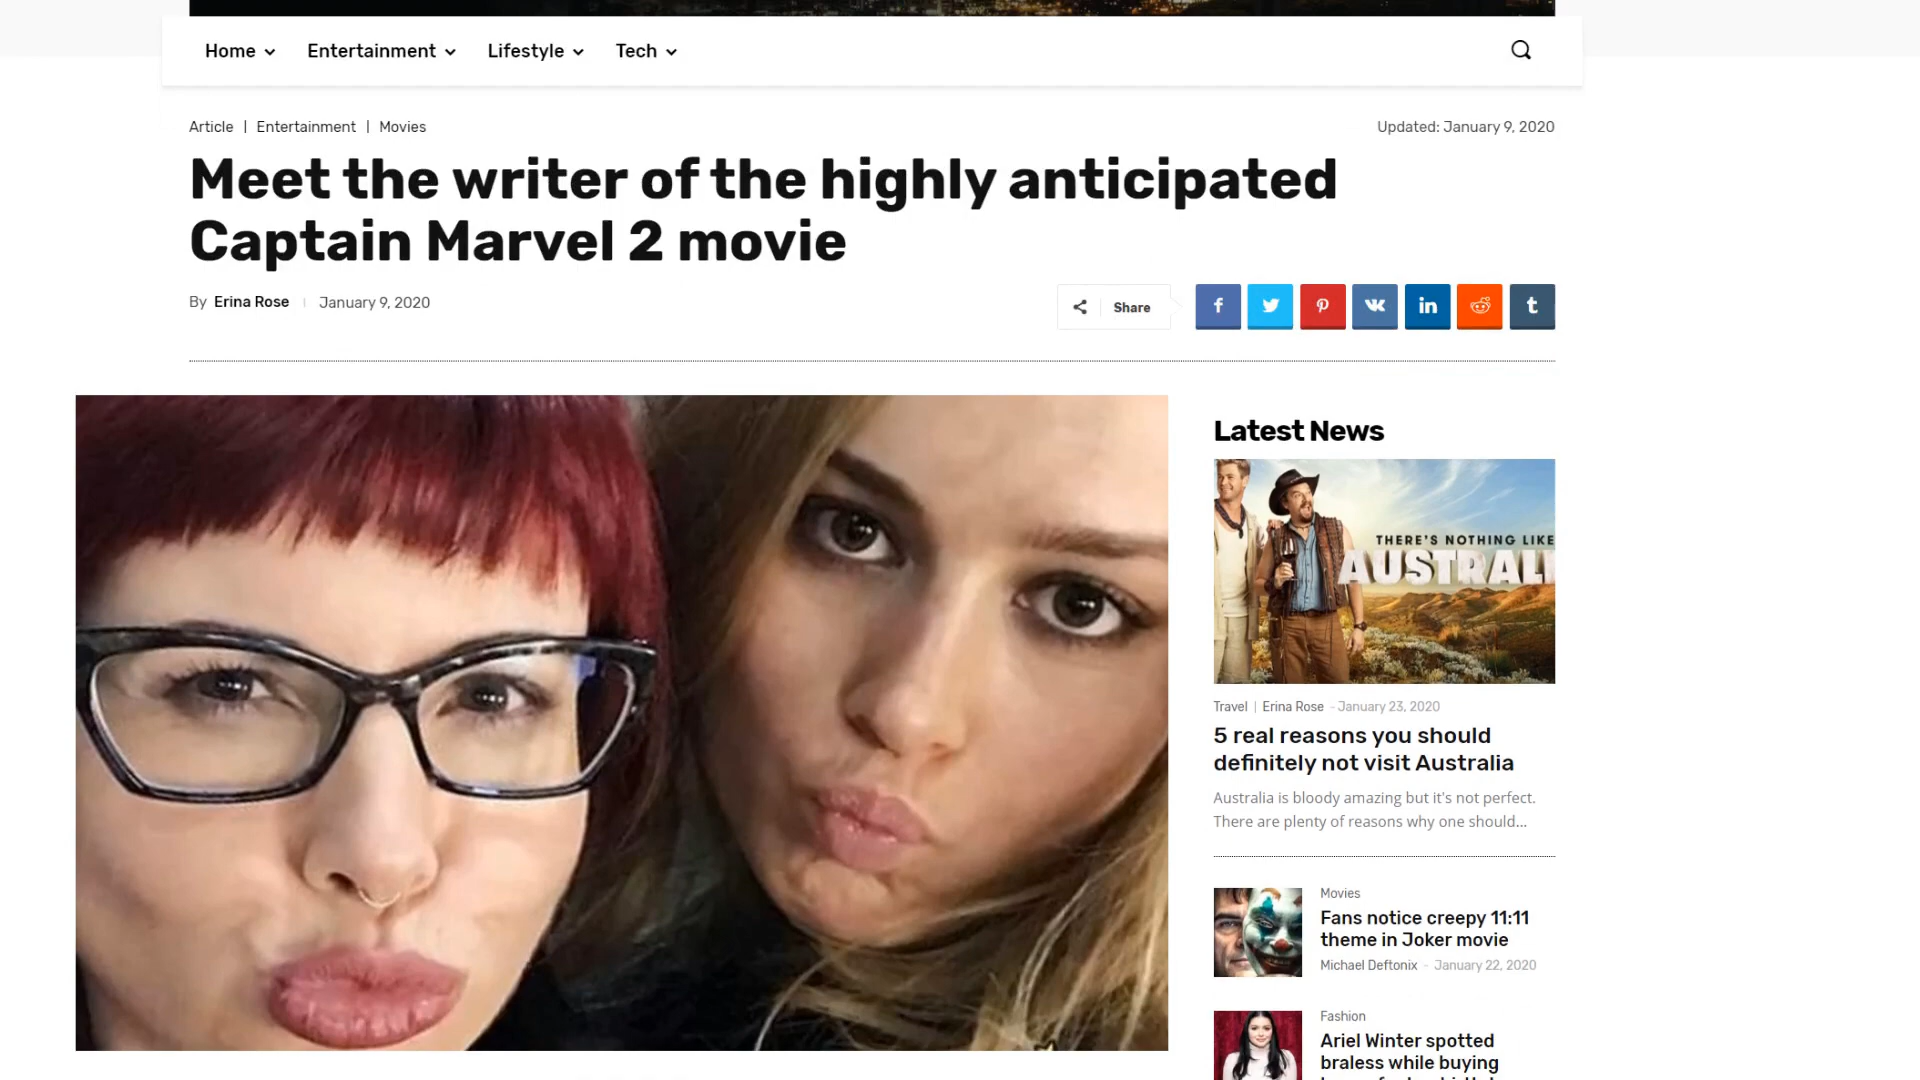 Home Entertainment Lifestyle Tech
Article | Entertainment | Movies
Updated: January 9, 2020
Meet the writer of the highly anticipated
Captain Marvel 2 movie
By Erina Rose January 9, 2020
Share
Latest News
THERE'S NOTHING LIKE
AUSTRALI
Travel | Erina Rose - January 23, 2020
5 real reasons you should
definitely not visit Australia
Australia is bloody amazing but it's not perfect.
There are plenty of reasons why one should...
Movies
Fans notice creepy 11:11
theme in Joker movie
Michael Deftonix - January 22, 2020
Fashion
Ariel Winter spotted
braless while buying